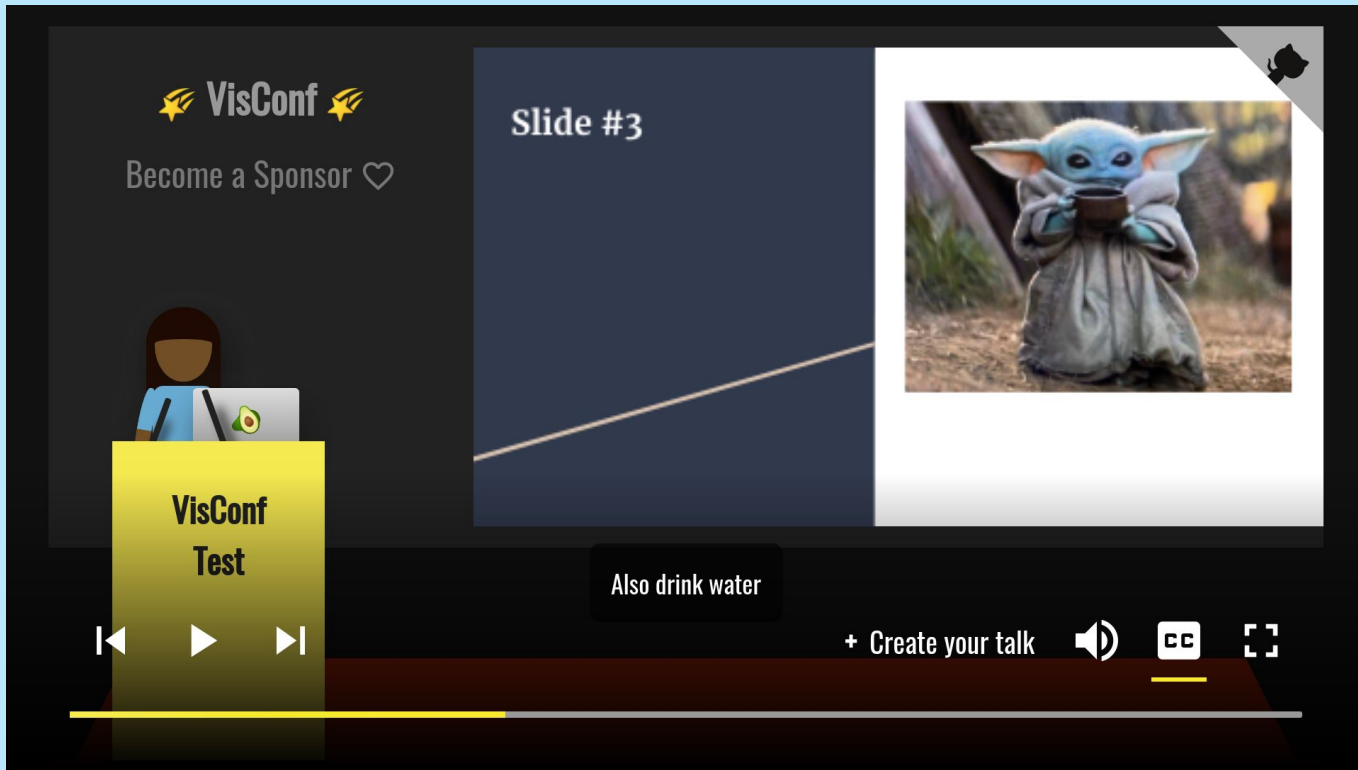 VisConf
Become a Sponsor
Slide #3
VisConf
Test
Also drink water
+ Create your talk
CC